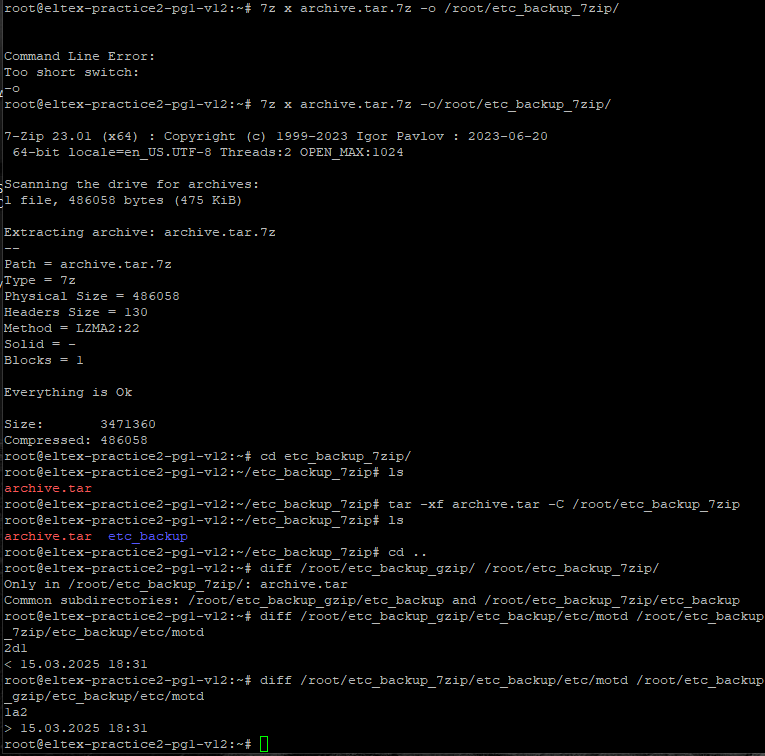 root@eltex-practice2-pg1-v12:~# 7z x archive.tar.7z -o /root/etc_backup_7zip/
Command Line Error:
Too short switch:
-o
root@eltex-practice2-pg1-v12:~# 7z x archive.tar.7z -o/root/etc_backup_7zip/
7-Zip 23.01 (x64) : Copyright (c) 1999-2023 Igor Pavlov : 2023-06-20
 64-bit locale=en_US.UTF-8 Threads:2 OPEN_MAX:1024
Scanning the drive for archives:
1 file, 486058 bytes (475 KiB)
Extracting archive: archive.tar.7z
--
Path = archive.tar.7z
Type = 7z
Physical Size = 486058
Headers Size = 130
Method = LZMA2:22
Solid = -
Blocks = 1
Everything is Ok
Size:       3471360
Compressed: 486058
root@eltex-practice2-pg1-v12:~# cd etc_backup_7zip/
root@eltex-practice2-pg1-v12:~/etc_backup_7zip# ls
archive.tar
root@eltex-practice2-pg1-v12:~/etc_backup_7zip# tar -xf archive.tar -C /root/etc_backup_7zip
root@eltex-practice2-pg1-v12:~/etc_backup_7zip# ls
archive.tar  etc_backup
root@eltex-practice2-pg1-v12:~/etc_backup_7zip# cd ..
root@eltex-practice2-pg1-v12:~# diff /root/etc_backup_gzip/ /root/etc_backup_7zip/
Only in /root/etc_backup_7zip/: archive.tar
Common subdirectories: /root/etc_backup_gzip/etc_backup and /root/etc_backup_7zip/etc_backup
root@eltex-practice2-pg1-v12:~# diff /root/etc_backup_gzip/etc_backup/etc/motd /root/etc_backup
_7zip/etc_backup/etc/motd
2d1
< 15.03.2025 18:31
root@eltex-practice2-pg1-v12:~# diff /root/etc_backup_7zip/etc_backup/etc/motd /root/etc_backup
_gzip/etc_backup/etc/motd
1a2
> 15.03.2025 18:31
root@eltex-practice2-pg1-v12:~#